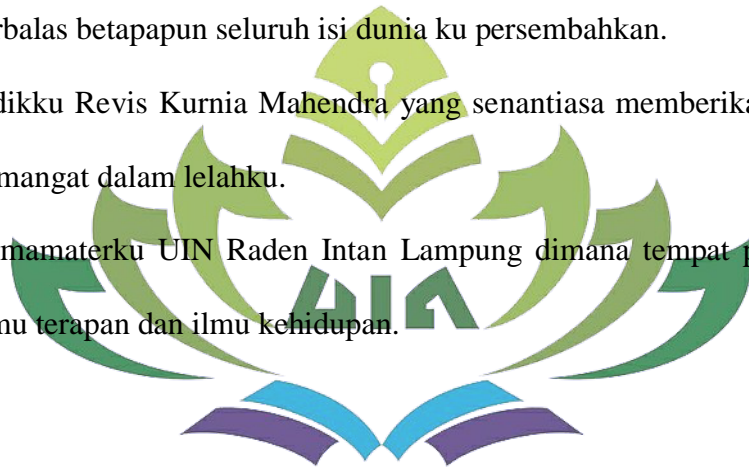 rbalas betapapun seluruh isi dunia ku persembahkan.
dikku Revis Kurnia Mahendra yang senantiasa memberika
mangat dalam lelahku.
mamaterku UIN Raden Intan Lampung dimana tempat p
mu terapan dan ilmu kehidupan.
UIN